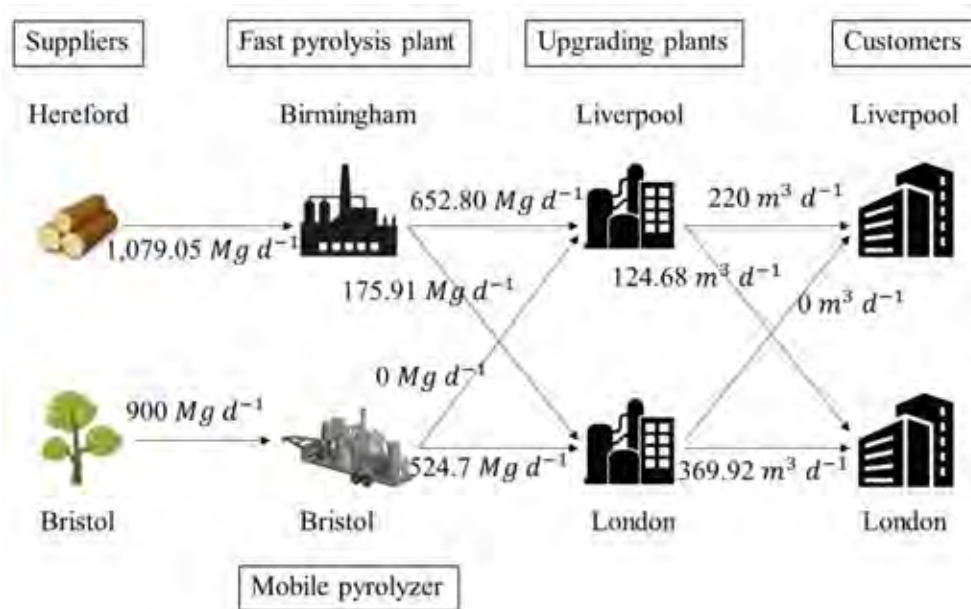 Suppliers Fast pyrolysis plant Upgrading plants Customers
Hereford Birmingham Liverpool Liverpool
652.80 Mg d⁻¹ 220 m³ d⁻¹
1,079.05 Mg d⁻¹
175.91 Mg d⁻¹ 124.68 m³ d⁻¹
0 m³ d⁻¹
0 Mg d⁻¹
900 Mg d⁻¹
524.7 Mg d⁻¹ 369.92 m³ d⁻¹
Bristol Bristol London London
Mobile pyrolyzer